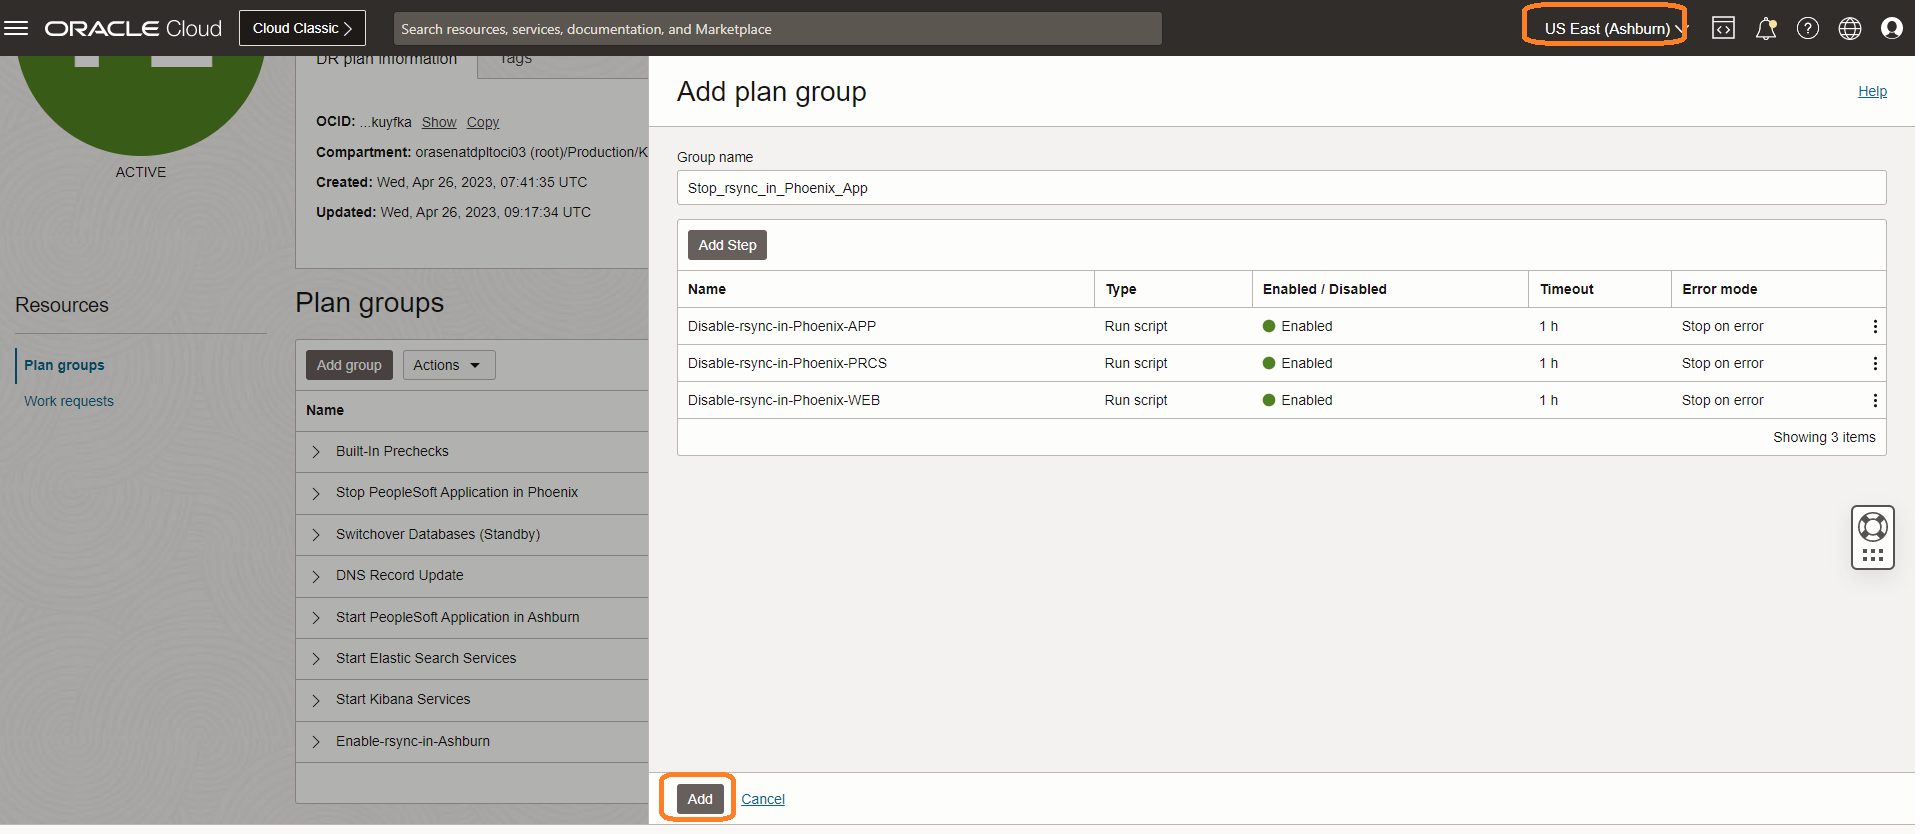 ORACLE Cloud
Cloud Classic
Search resources, services, documentation, and Marketplace
US East (Ashburn)
ACTIVE
DR plan information
Tags
OCID: ...kuyfka Show Copy
Compartment: orasenatdpltoci03 (root)/Production/K
Created: Wed, Apr 26, 2023, 07:41:35 UTC
Updated: Wed, Apr 26, 2023, 09:17:34 UTC
Resources
Plan groups
Work requests
Plan groups
Add group
Actions
Name
Built-In Prechecks
Stop PeopleSoft Application in Phoenix
Switchover Databases (Standby)
DNS Record Update
Start PeopleSoft Application in Ashburn
Start Elastic Search Services
Start Kibana Services
Enable-rsync-in-Ashburn
Add plan group
Help
Group name
Stop_rsync_in_Phoenix_App
Add Step
Name Type Enabled / Disabled Timeout Error mode
Disable-rsync-in-Phoenix-APP Run script Enabled 1 h Stop on error
Disable-rsync-in-Phoenix-PRCS Run script Enabled 1 h Stop on error
Disable-rsync-in-Phoenix-WEB Run script Enabled 1 h Stop on error
Showing 3 items
Add
Cancel